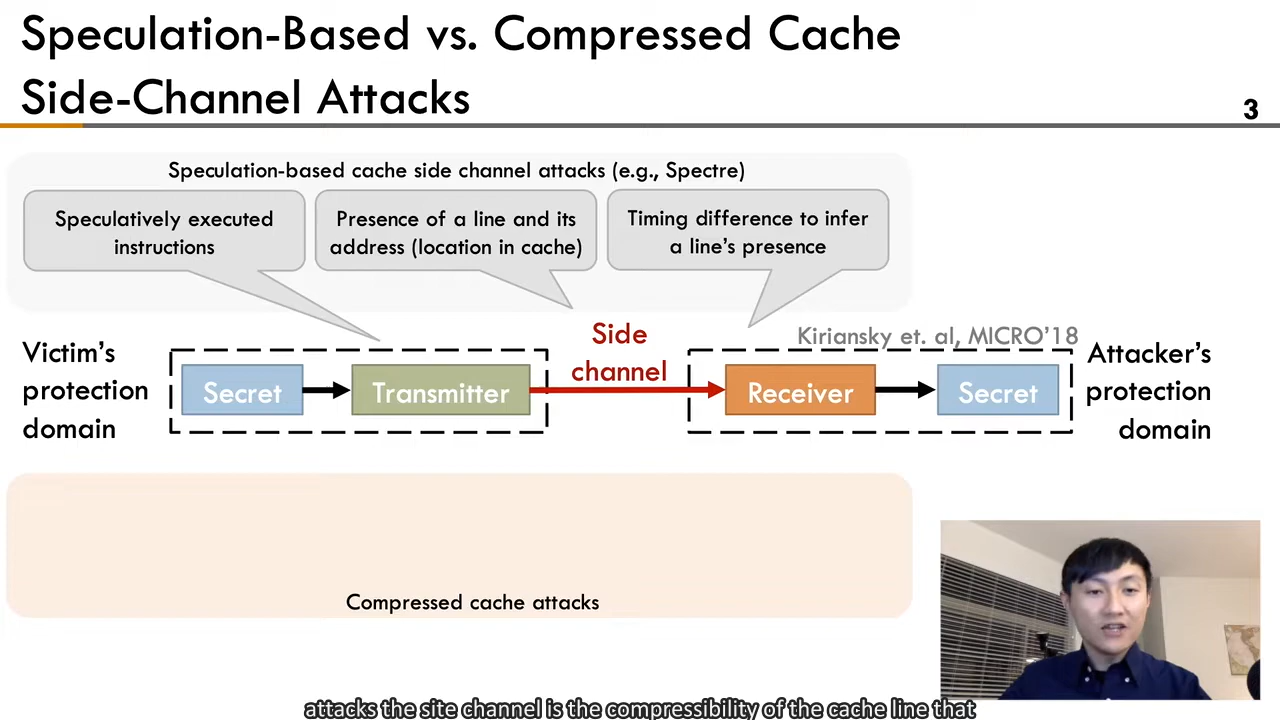 Speculation-Based vs. Compressed Cache
Side-Channel Attacks
3
Speculation-based cache side channel attacks (e.g., Spectre)
Speculatively executed
instructions
Presence of a line and its
address (location in cache)
Timing difference to infer
a line's presence
Kiriansky et. al, MICRO'18
Victim's
protection
domain
Secret
Transmitter
Side
channel
Receiver
Secret
Attacker's
protection
domain
Compressed cache attacks
attacks the site channel is the compressibility of the cache line that